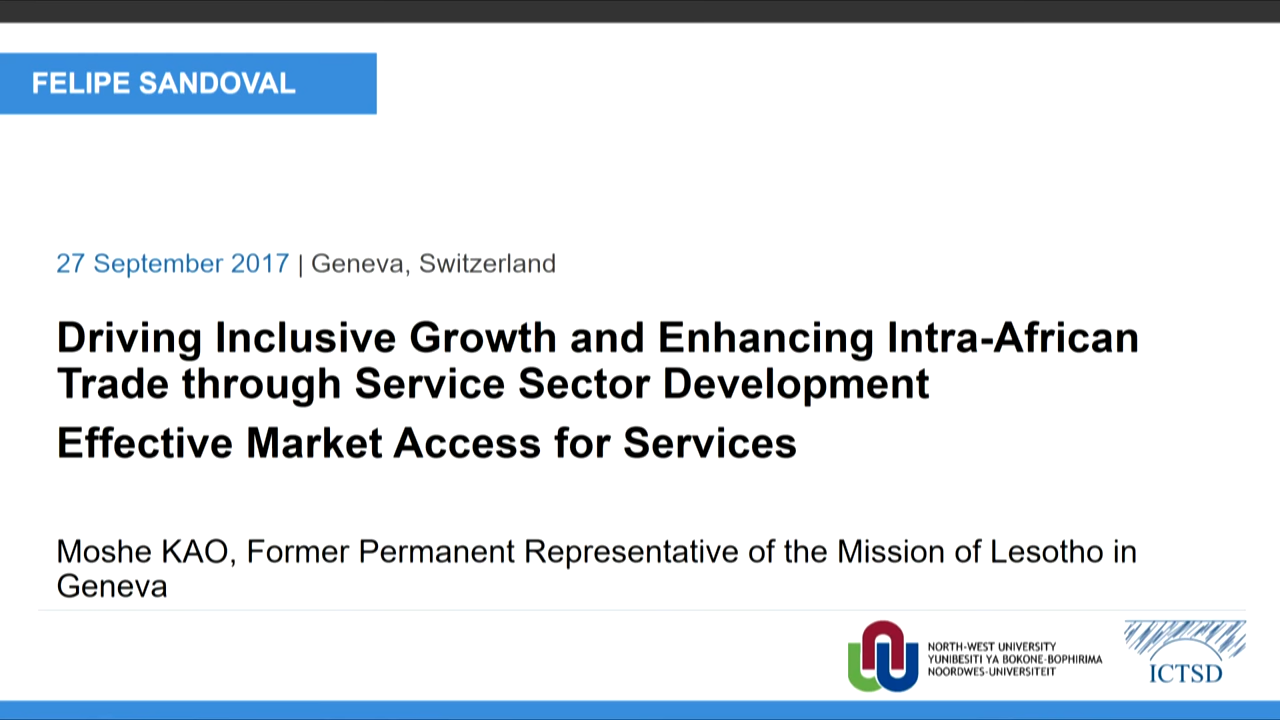 FELIPE SANDOVAL
27 September 2017 | Geneva, Switzerland
Driving Inclusive Growth and Enhancing Intra-African
Trade through Service Sector Development
Effective Market Access for Services
Moshe KAO, Former Permanent Representative of the Mission of Lesotho in
Geneva
NORTH-WEST UNIVERSITY
YUNIBESITI YA BOKONE-BOPHIRIMA
NOORDWES-UNIVERSITEIT
ICTSD